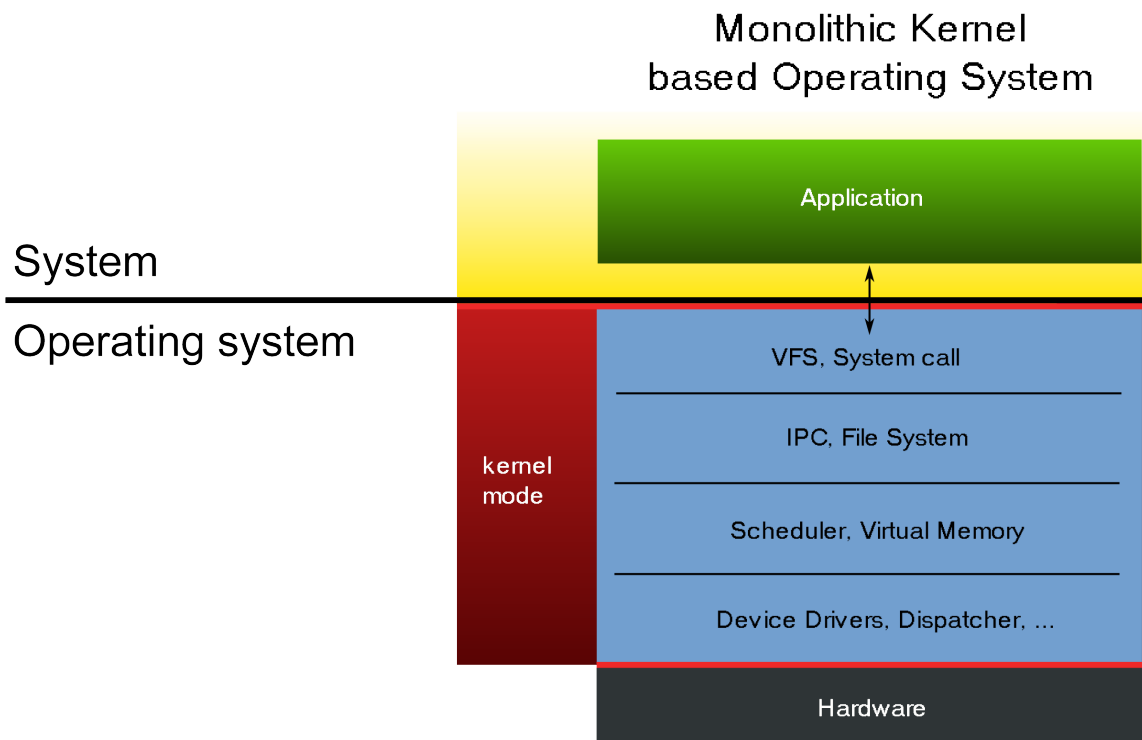 Monolithic Kernel
based Operating System
Application
System
Operating system
VFS, System call
IPC, File System
kernel
mode
Scheduler, Virtual Memory
Device Drivers, Dispatcher, ...
Hardware